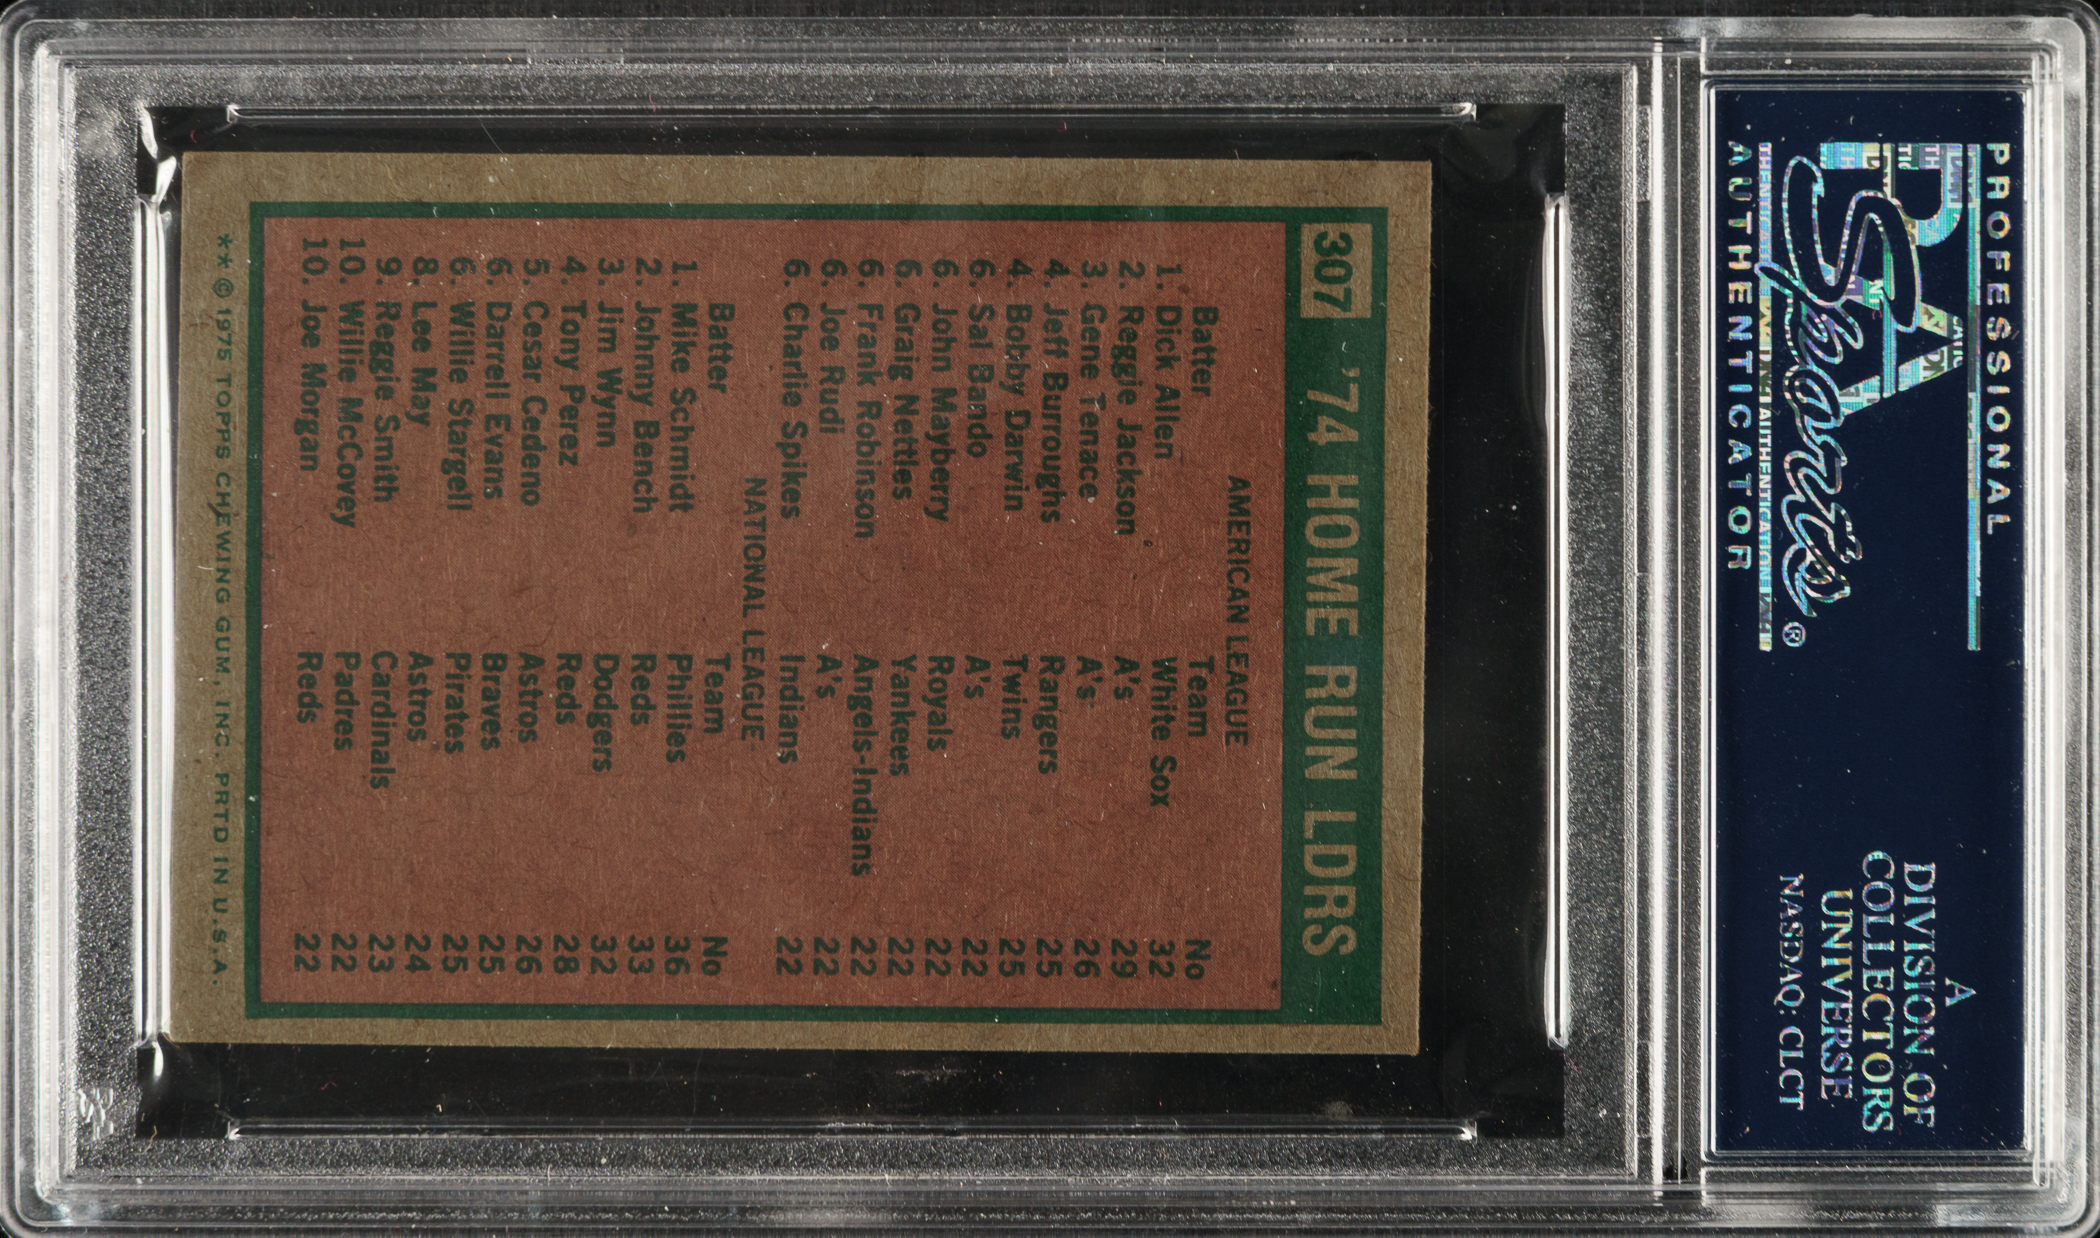 PROFESSIONAL
PSA
Sports
®
AUTHENTICATOR
A
DIVISION OF
COLLECTORS
UNIVERSE
NASDAQ: CLCT
307 '74 HOME RUN LDRS
AMERICAN LEAGUE
Batter Team No
1. Dick Allen White Sox 32
2. Reggie Jackson A's 29
3. Gene Tenace A's 26
4. Jeff Burroughs Rangers 25
4. Bobby Darwin Twins 25
6. Sal Bando A's 22
6. John Mayberry Royals 22
6. Graig Nettles Yankees 22
6. Frank Robinson Angels-Indians 22
6. Joe Rudi A's 22
6. Charlie Spikes Indians 22
NATIONAL LEAGUE
Batter Team No
1. Mike Schmidt Phillies 36
2. Johnny Bench Reds 33
3. Jim Wynn Dodgers 32
4. Tony Perez Reds 28
5. Cesar Cedeno Astros 26
6. Darrell Evans Braves 25
6. Willie Stargell Pirates 25
8. Lee May Astros 24
9. Reggie Smith Cardinals 23
10. Willie McCovey Padres 22
10. Joe Morgan Reds 22
** © 1975 TOPPS CHEWING GUM, INC. PRTD IN U.S.A.